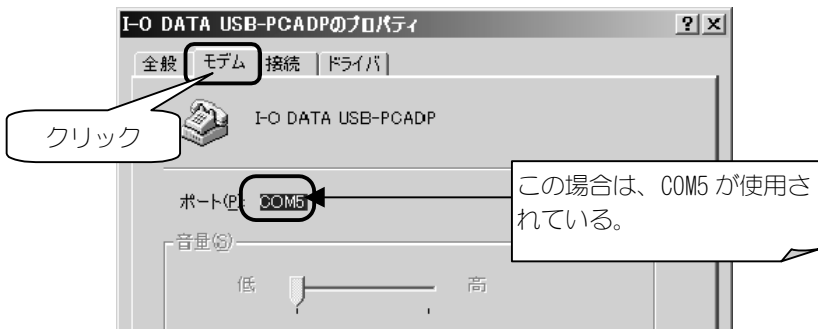 I-O DATA USB-PCADPのプロパティ
全般 モデム 接続 ドライバ
クリック
I-O DATA USB-PCADP
この場合は、COM5 が使用さ
れている。
ポート(P): COM5
音量(S)
低 高